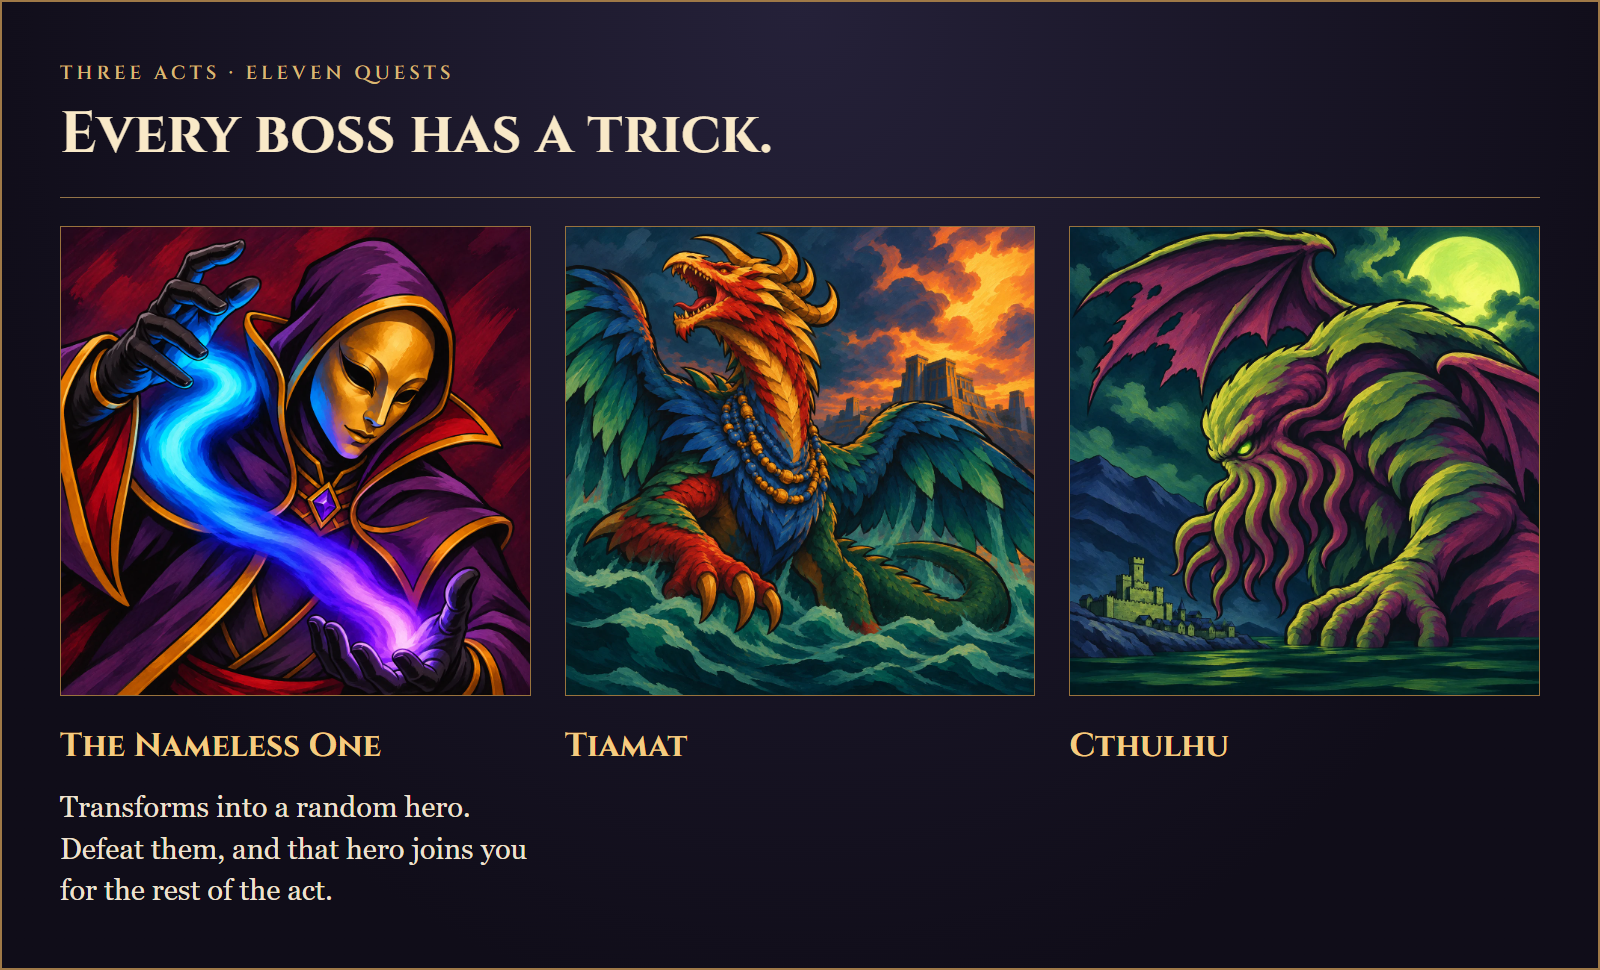 THREE ACTS · ELEVEN QUESTS
EVERY BOSS HAS A TRICK.
THE NAMELESS ONE
Transforms into a random hero.
Defeat them, and that hero joins you
for the rest of the act.
TIAMAT
CTHULHU